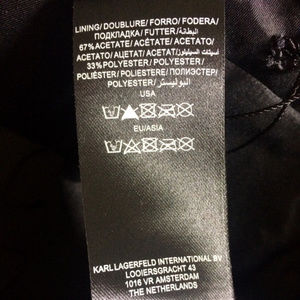 LINING/ DOUBLURE/ FORRO/ FODERA/
ПОДКЛАДКА/ FUTTER/ البطانة/
67% ACETATE/ ACÉTATE/ ACETATO/
ACETATO/ АЦЕТАТ/ ACETAT/ أسيتات
33% POLYESTER/ POLYESTER/
POLIÉSTER/ POLIESTERE/ ПОЛИЭСТЕР/
POLYESTER/ البوليستر
USA
EU/ASIA
KARL LAGERFELD INTERNATIONAL BV
LOOIERSGRACHT 43
1016 VR AMSTERDAM
THE NETHERLANDS